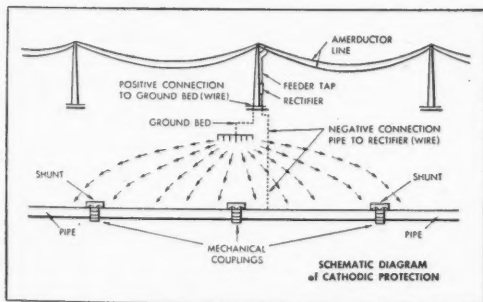 AMERDUCTOR
LINE
POSITIVE CONNECTION
TO GROUND BED (WIRE)
FEEDER TAP
RECTIFIER
GROUND BED
NEGATIVE CONNECTION
PIPE TO RECTIFIER (WIRE)
SHUNT
SHUNT
PIPE
MECHANICAL
COUPLINGS
PIPE
SCHEMATIC DIAGRAM
of CATHODIC PROTECTION